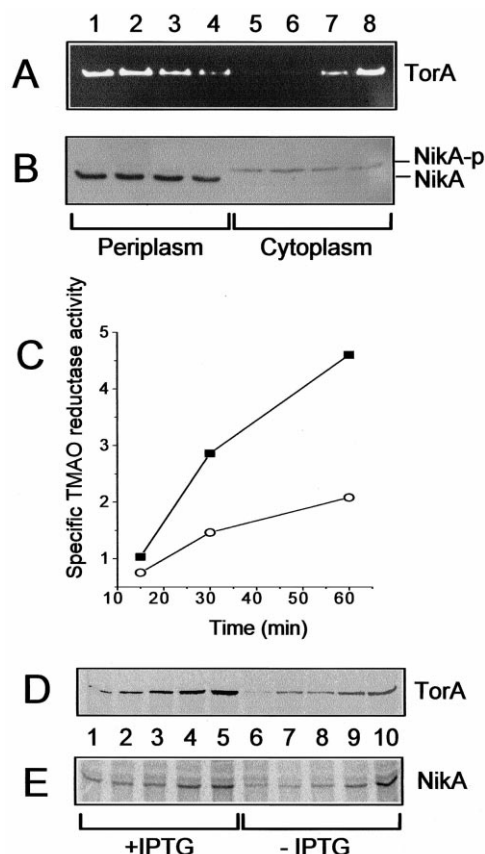 1 2 3 4 5 6 7 8
A TorA
B NikA-p
NikA
Periplasm Cytoplasm
C
Specific TMAO reductase activity
5
4
3
2
1
10 20 30 40 50 60
Time (min)
D TorA
1 2 3 4 5 6 7 8 9 10
E NikA
+IPTG - IPTG